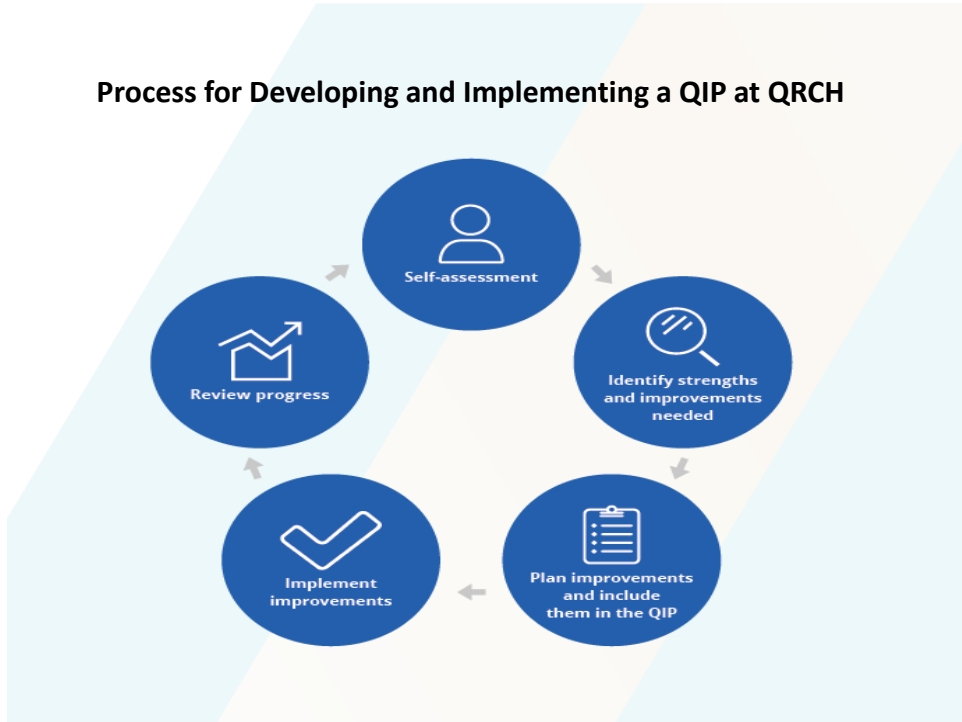 Process for Developing and Implementing a QIP at QRCH
Self-assessment
Identify strengths
and improvements
needed
Plan improvements
and include
them in the QIP
Implement
improvements
Review progress